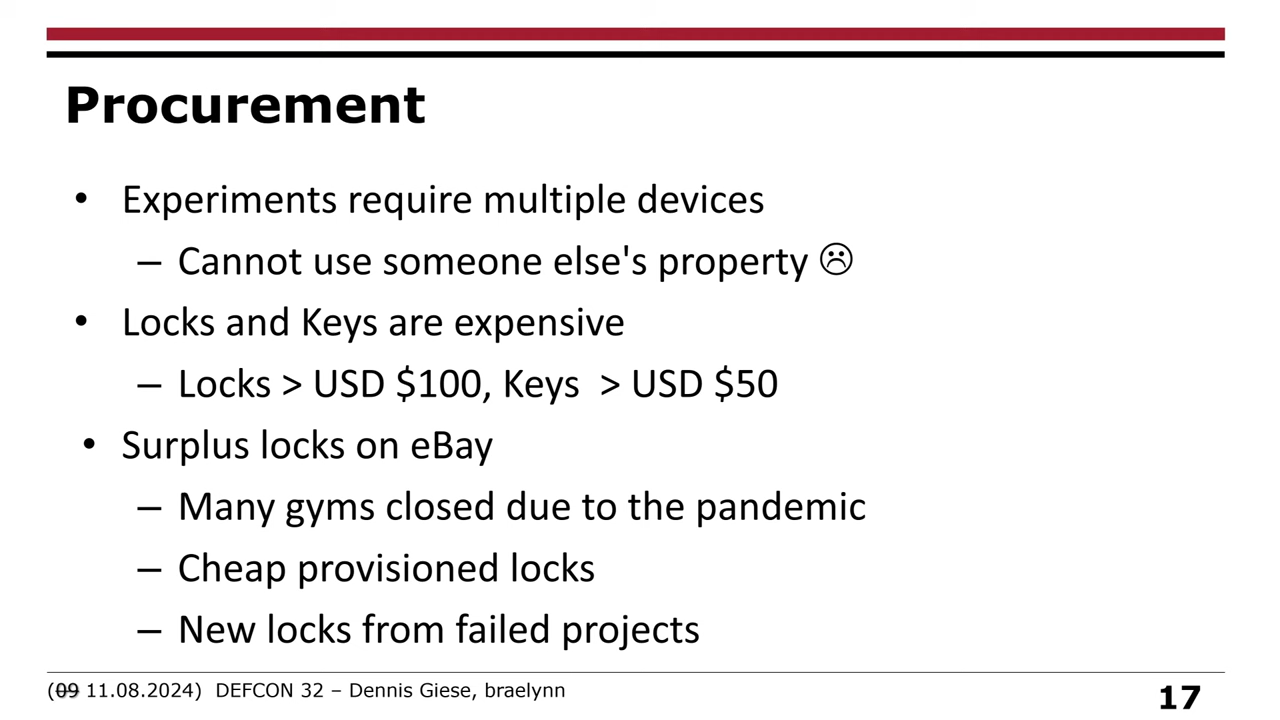 Procurement
• Experiments require multiple devices
– Cannot use someone else's property ☹
• Locks and Keys are expensive
– Locks > USD $100, Keys  > USD $50
• Surplus locks on eBay
– Many gyms closed due to the pandemic
– Cheap provisioned locks
– New locks from failed projects
(09 11.08.2024)  DEFCON 32 – Dennis Giese, braelynn
17